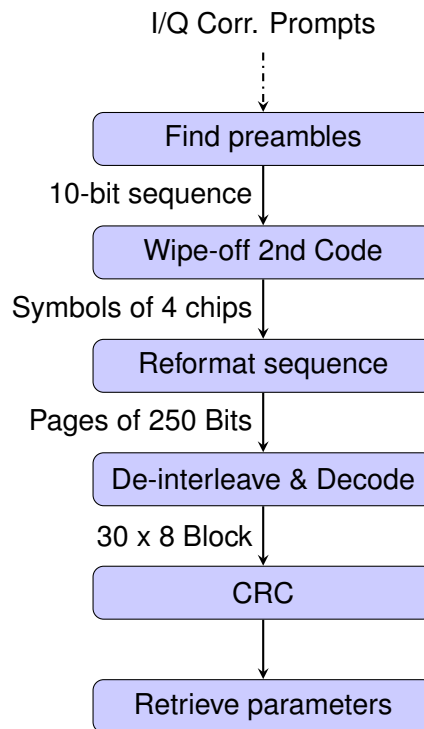 I/Q Corr. Prompts
Find preambles
10-bit sequence
Wipe-off 2nd Code
Symbols of 4 chips
Reformat sequence
Pages of 250 Bits
De-interleave & Decode
30 x 8 Block
CRC
Retrieve parameters